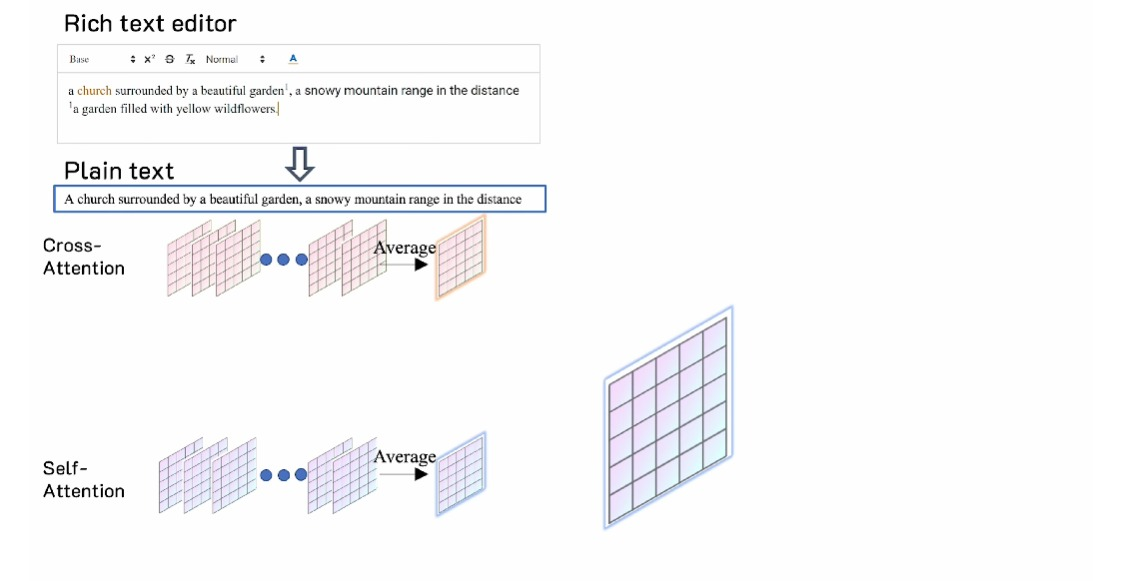 Rich text editor
Base X² S Tx Normal A
a church surrounded by a beautiful garden¹, a snowy mountain range in the distance
¹a garden filled with yellow wildflowers.
Plain text
A church surrounded by a beautiful garden, a snowy mountain range in the distance
Cross-
Attention
Average
Self-
Attention
Average